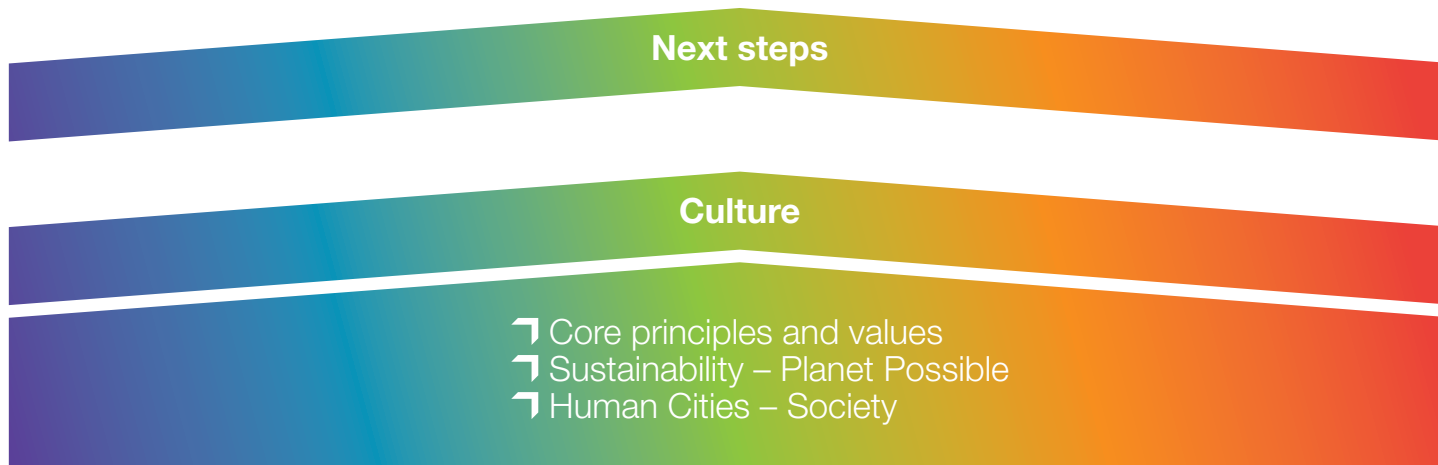 Next steps
Culture
Core principles and values
Sustainability – Planet Possible
Human Cities – Society